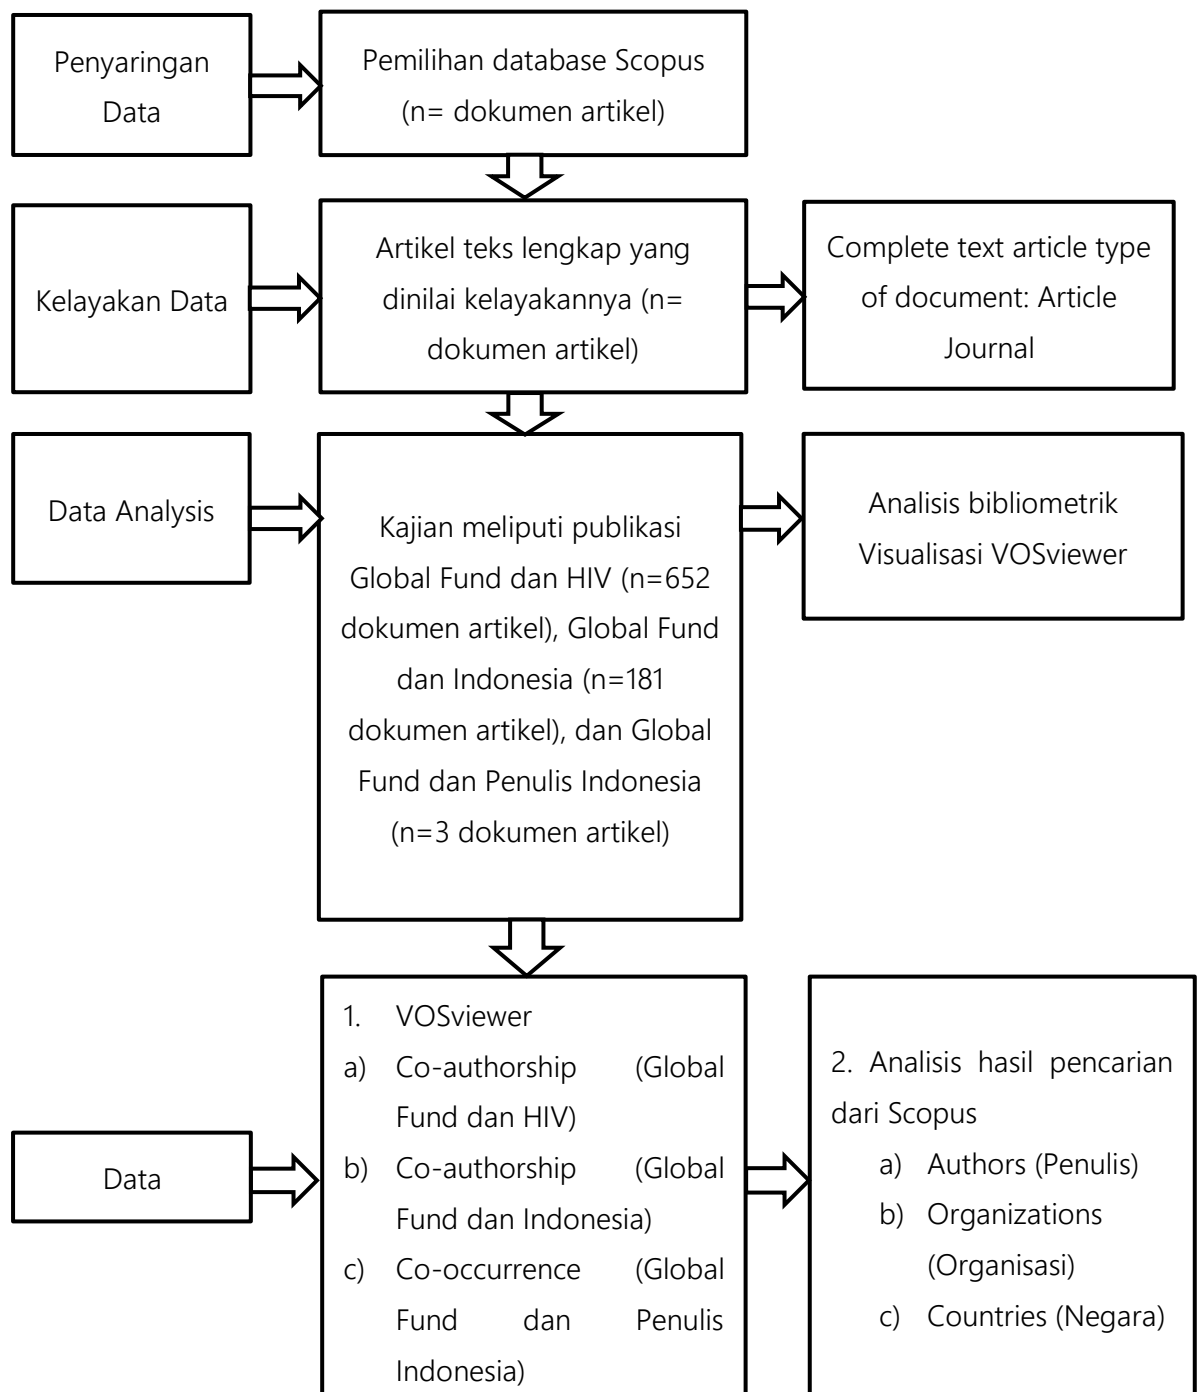 Penyaringan
Data
Pemilihan database Scopus
(n= dokumen artikel)
Kelayakan Data
Artikel teks lengkap yang
dinilai kelayakannya (n=
dokumen artikel)
Complete text article type
of document: Article
Journal
Data Analysis
Kajian meliputi publikasi
Global Fund dan HIV (n=652
dokumen artikel), Global Fund
dan Indonesia (n=181
dokumen artikel), dan Global
Fund dan Penulis Indonesia
(n=3 dokumen artikel)
Analisis bibliometrik
Visualisasi VOSviewer
Data
1. VOSviewer
a) Co-authorship (Global
Fund dan HIV)
b) Co-authorship (Global
Fund dan Indonesia)
c) Co-occurrence (Global
Fund dan Penulis
Indonesia)
2. Analisis hasil pencarian
dari Scopus
a) Authors (Penulis)
b) Organizations
(Organisasi)
c) Countries (Negara)